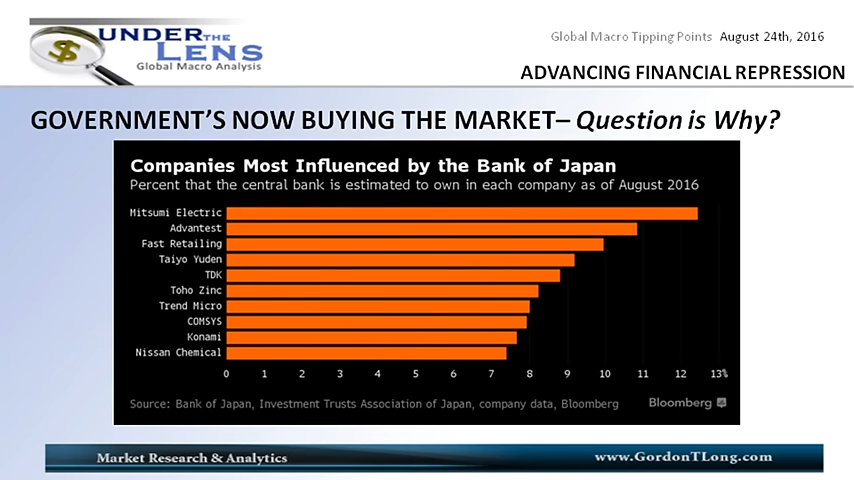 UNDER THE
LENS
Global Macro Analysis
$
Global Macro Tipping Points August 24th, 2016
ADVANCING FINANCIAL REPRESSION
GOVERNMENT'S NOW BUYING THE MARKET– Question is Why?
Companies Most Influenced by the Bank of Japan
Percent that the central bank is estimated to own in each company as of August 2016
Mitsumi Electric
Advantest
Fast Retailing
Taiyo Yuden
TDK
Toho Zinc
Trend Micro
COMSYS
Konami
Nissan Chemical
0 1 2 3 4 5 6 7 8 9 10 11 12 13%
Source: Bank of Japan, Investment Trusts Association of Japan, company data, Bloomberg
Bloomberg
Market Research & Analytics
www.GordonTLong.com